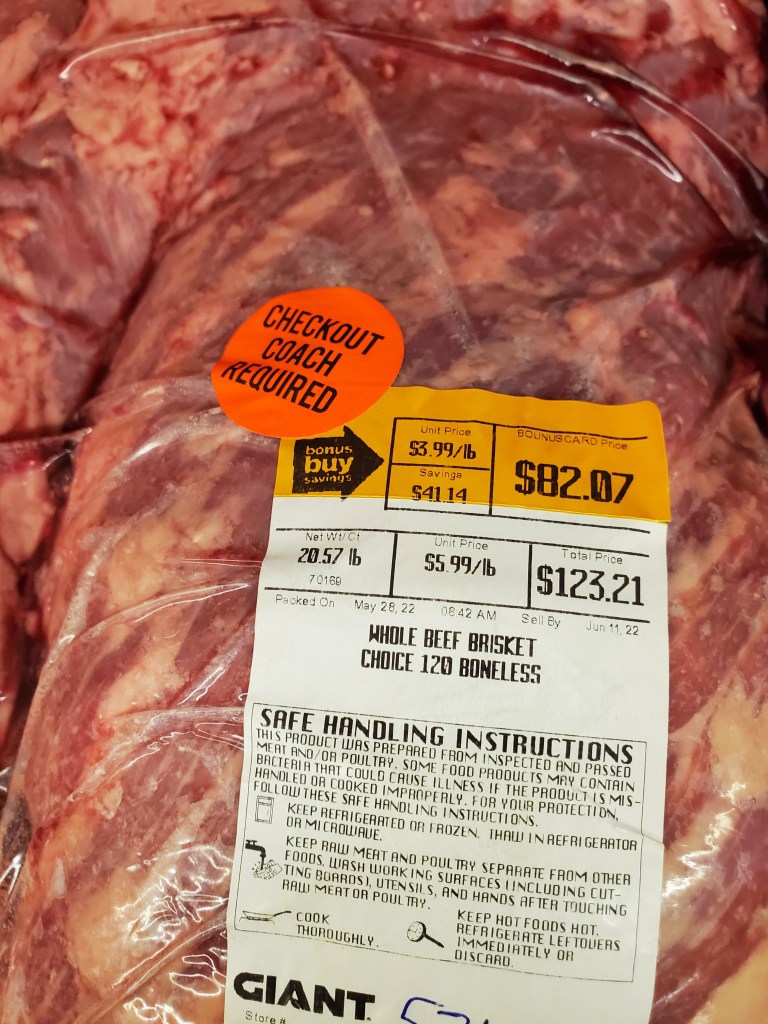 CHECKOUT
COACH
REQUIRED
bonus
buy
savings
Unit Price
$3.99/lb
Savings
$41.14
BOUNUSCARD Price
$82.07
Net Wt/Ct
20.57 lb
70169
Unit Price
$5.99/lb
Total Price
$123.21
Packed On May 28, 22 08:42 AM Sell By Jun 11, 22
WHOLE BEEF BRISKET
CHOICE 120 BONELESS
SAFE HANDLING INSTRUCTIONS
THIS PRODUCT WAS PREPARED FROM INSPECTED AND PASSED
MEAT AND/OR POULTRY. SOME FOOD PRODUCTS MAY CONTAIN
BACTERIA THAT COULD CAUSE ILLNESS IF THE PRODUCT IS MIS-
HANDLED OR COOKED IMPROPERLY. FOR YOUR PROTECTION,
FOLLOW THESE SAFE HANDLING INSTRUCTIONS.
KEEP REFRIGERATED OR FROZEN. THAW IN REFRIGERATOR
OR MICROWAVE.
KEEP RAW MEAT AND POULTRY SEPARATE FROM OTHER
FOODS. WASH WORKING SURFACES (INCLUDING CUT-
TING BOARDS), UTENSILS, AND HANDS AFTER TOUCHING
RAW MEAT OR POULTRY.
COOK
THOROUGHLY.
KEEP HOT FOODS HOT.
REFRIGERATE LEFTOVERS
IMMEDIATELY OR
DISCARD.
GIANT
Store #